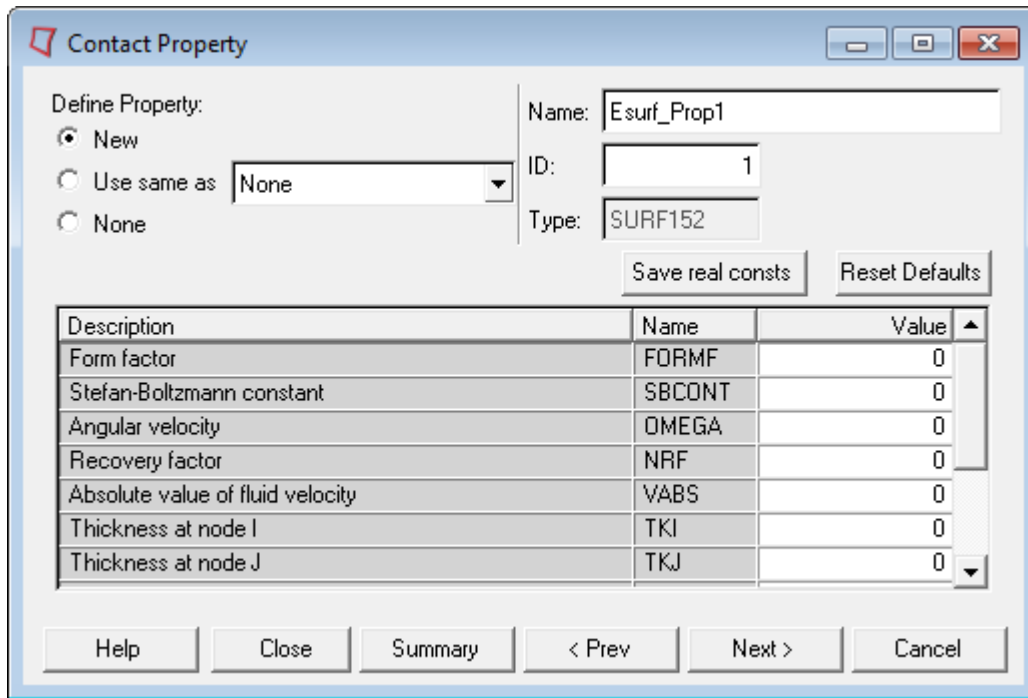 Contact Property
Define Property:
New
Use same as None
None
Name: Esurf_Prop1
ID: 1
Type: SURF152
Save real consts Reset Defaults
Description Name Value
Form factor FORMF 0
Stefan-Boltzmann constant SBCONT 0
Angular velocity OMEGA 0
Recovery factor NRF 0
Absolute value of fluid velocity VABS 0
Thickness at node I TKI 0
Thickness at node J TKJ 0
Help Close Summary < Prev Next > Cancel